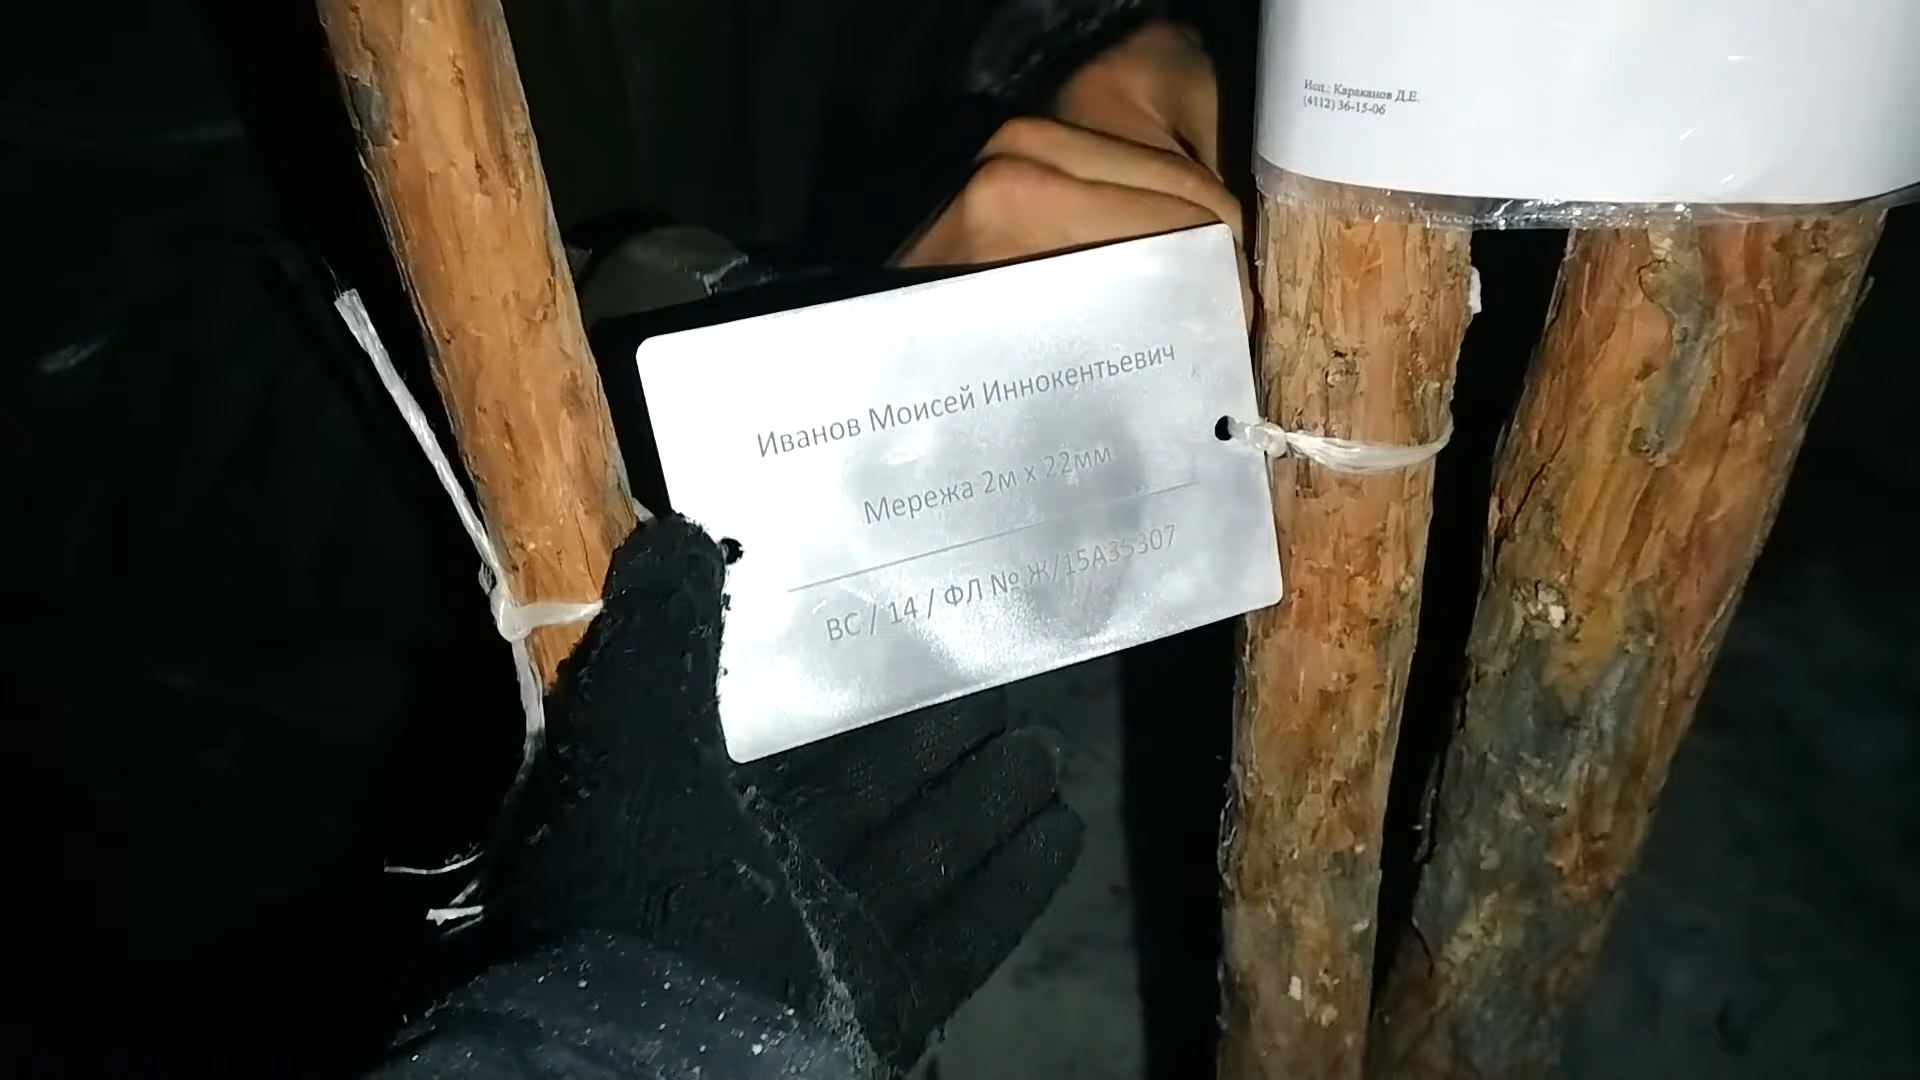 Исп.: Караканов Д.Е.
(4112) 36-15-06
Иванов Моисей Иннокентьевич
Мережа 2м х 22мм
ВС / 14 / ФЛ № Ж/15А35307